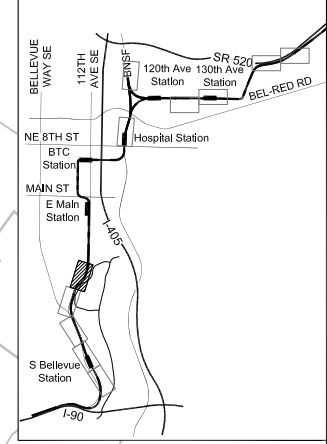 BELLEVUE
WAY SE
112TH
AVE SE
BNSF
SR 520
120th Ave
Station
130th Ave
Station
BEL-RED RD
NE 8TH ST
Hospital Station
BTC
Station
MAIN ST
E Main
Station
I-405
S Bellevue
Station
I-90